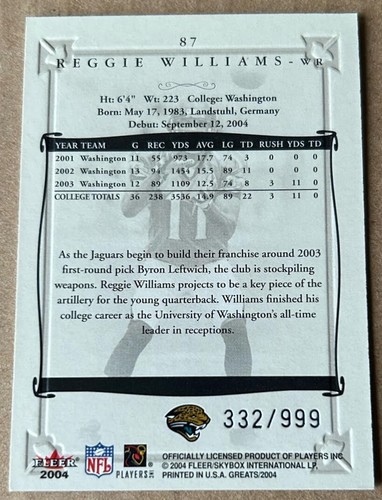 87
REGGIE WILLIAMS - WR
Ht: 6'4" Wt: 223 College: Washington
Born: May 17, 1983, Landstuhl, Germany
Debut: September 12, 2004
YEAR TEAM G REC YDS AVG LG TD RUSH YDS TD
2001 Washington 11 55 973 17.7 74 3 0 0 0
2002 Washington 13 94 1454 15.5 89 11 0 0 0
2003 Washington 12 89 1109 12.5 74 8 3 11 0
COLLEGE TOTALS 36 238 3536 14.9 89 22 3 11 0
As the Jaguars begin to build their franchise around 2003
first-round pick Byron Leftwich, the club is stockpiling
weapons. Reggie Williams projects to be a key piece of the
artillery for the young quarterback. Williams finished his
college career as the University of Washington's all-time
leader in receptions.
332/999
FLEER
2004
NFL
PLAYERS INC
OFFICIALLY LICENSED PRODUCT OF PLAYERS INC
© 2004 FLEER/SKYBOX INTERNATIONAL LP.
PRINTED IN U.S.A. GREATS/2004